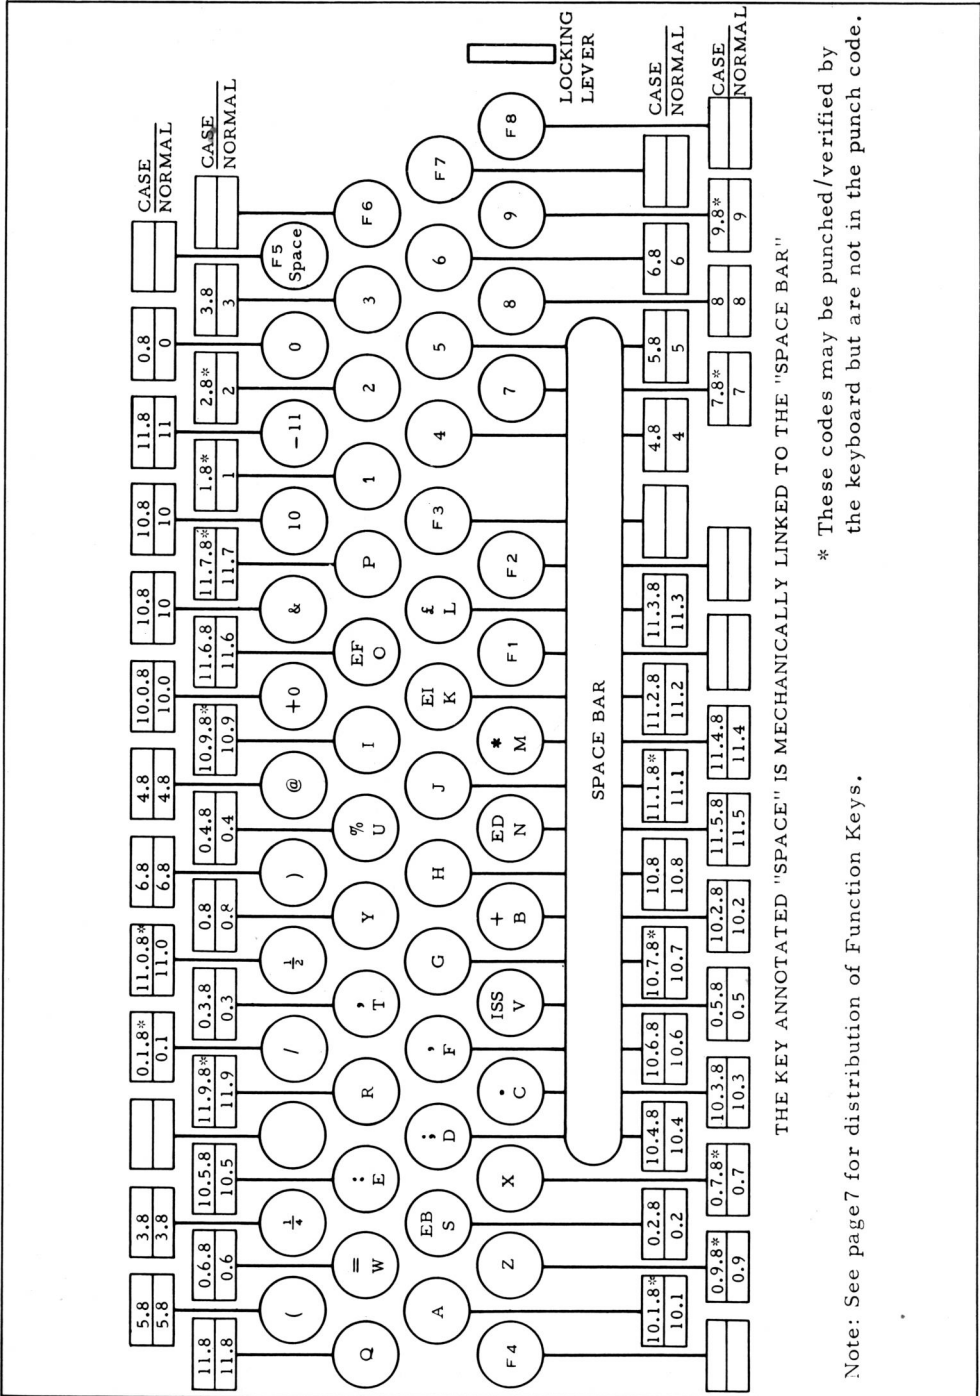 5.8 3.8 0.1.8* 11.0.8* 6.8 4.8 10.0.8 10.8 10.8 11.8 0.8 CASE
5.8 3.8 0.1 11.0 6.8 4.8 10.0 10 10 11 0 NORMAL
11.8 0.6.8 10.5.8 11.9.8* 0.3.8 0.8 0.4.8 10.9.8* 11.6.8 11.7.8* 1.8* 2.8* 3.8 CASE
11.8 0.6 10.5 11.9 0.3 0.8 0.4 10.9 11.6 11.7 1 2 3 NORMAL
( ¼ / ½ ) @ +0 & 10 -11 0 F5
Space
= : ' % EF
Q W E R T Y U I O P 1 2 3 F6
EB ; ' EI £
A S D F G H J K L F3 4 5 6 F7
• ISS + ED *
F4 Z X C V B N M F1 F2 7 8 9 F8
SPACE BAR
LOCKING
LEVER
10.1.8* 0.2.8 10.4.8 10.6.8 10.7.8* 10.8 11.1.8* 11.2.8 11.3.8 4.8 5.8 6.8 CASE
10.1 0.2 10.4 10.6 10.7 10.8 11.1 11.2 11.3 4 5 6 NORMAL
0.9.8* 0.7.8* 10.3.8 0.5.8 10.2.8 11.5.8 11.4.8 7.8* 8 9.8* CASE
0.9 0.7 10.3 0.5 10.2 11.5 11.4 7 8 9 NORMAL
THE KEY ANNOTATED "SPACE" IS MECHANICALLY LINKED TO THE "SPACE BAR"
* These codes may be punched/verified by
the keyboard but are not in the punch code.
Note: See page 7 for distribution of Function Keys.